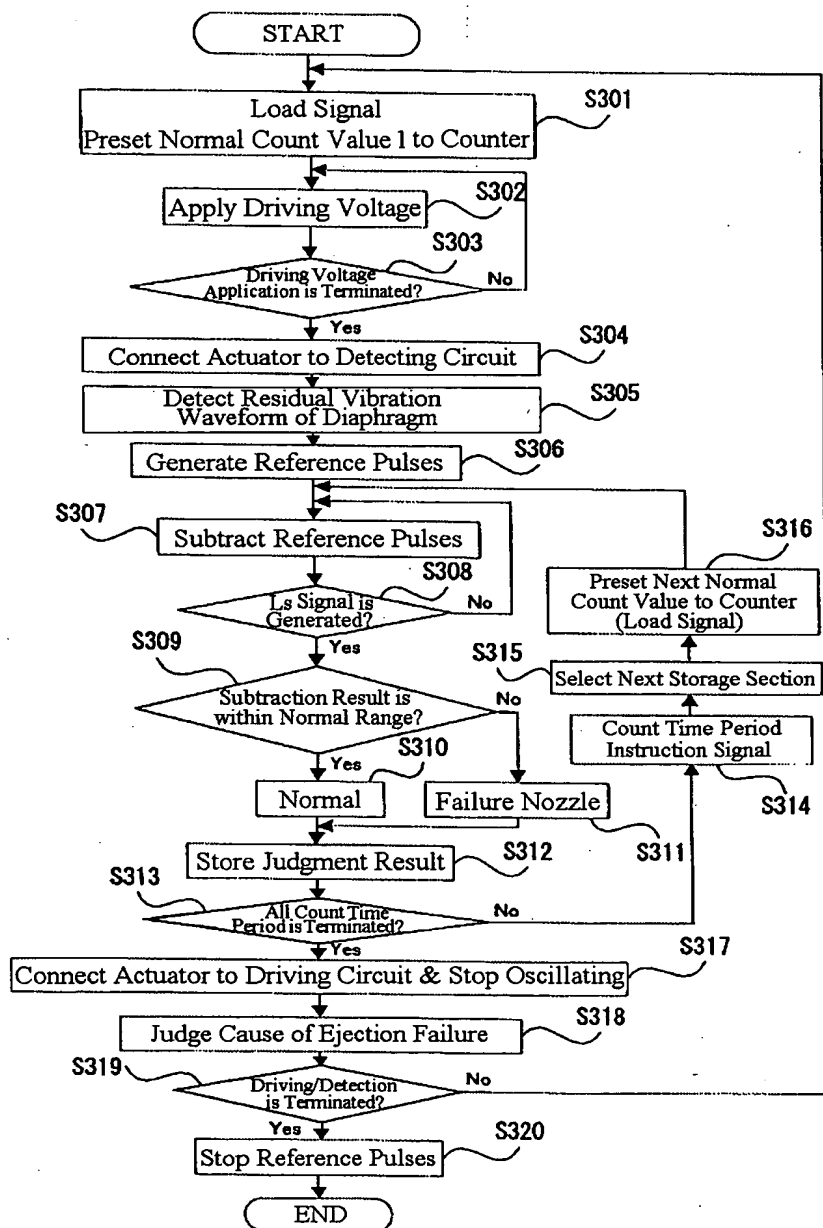 START
Load Signal
Preset Normal Count Value 1 to Counter
S301
Apply Driving Voltage
S302
Driving Voltage
Application is Terminated?
S303
No
Yes
Connect Actuator to Detecting Circuit
S304
Detect Residual Vibration
Waveform of Diaphragm
S305
Generate Reference Pulses
S306
S307
Subtract Reference Pulses
Ls Signal is
Generated?
S308
No
Yes
S309
Subtraction Result is
within Normal Range?
No
Yes
S310
Normal
Failure Nozzle
S311
Store Judgment Result
S312
S313
All Count Time
Period is Terminated?
No
Yes
Count Time Period
Instruction Signal
S314
S315
Select Next Storage Section
S316
Preset Next Normal
Count Value to Counter
(Load Signal)
S317
Connect Actuator to Driving Circuit & Stop Oscillating
Judge Cause of Ejection Failure
S318
S319
Driving/Detection
is Terminated?
No
Yes
S320
Stop Reference Pulses
END